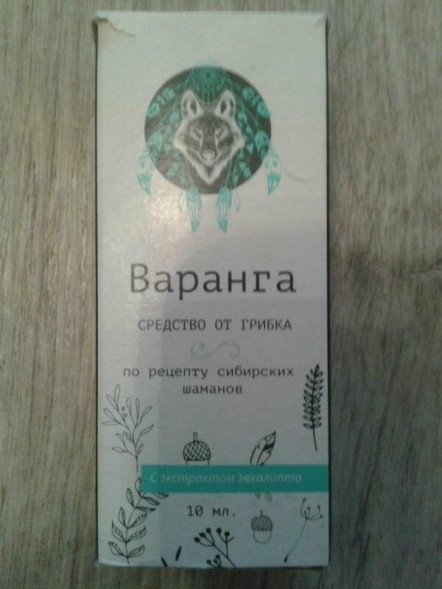 Варанга
СРЕДСТВО ОТ ГРИБКА
по рецепту сибирских
шаманов
С экстрактом эвкалипта
10 мл.